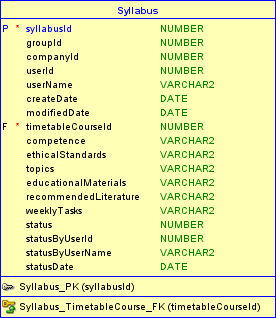 Syllabus
P * syllabusId NUMBER
groupId NUMBER
companyId NUMBER
userId NUMBER
userName VARCHAR2
createDate DATE
modifiedDate DATE
F * timetableCourseId NUMBER
competence VARCHAR2
ethicalStandards VARCHAR2
topics VARCHAR2
educationalMaterials VARCHAR2
recommendedLiterature VARCHAR2
weeklyTasks VARCHAR2
status NUMBER
statusByUserId NUMBER
statusByUserName VARCHAR2
statusDate DATE
Syllabus_PK (syllabusId)
Syllabus_TimetableCourse_FK (timetableCourseId)